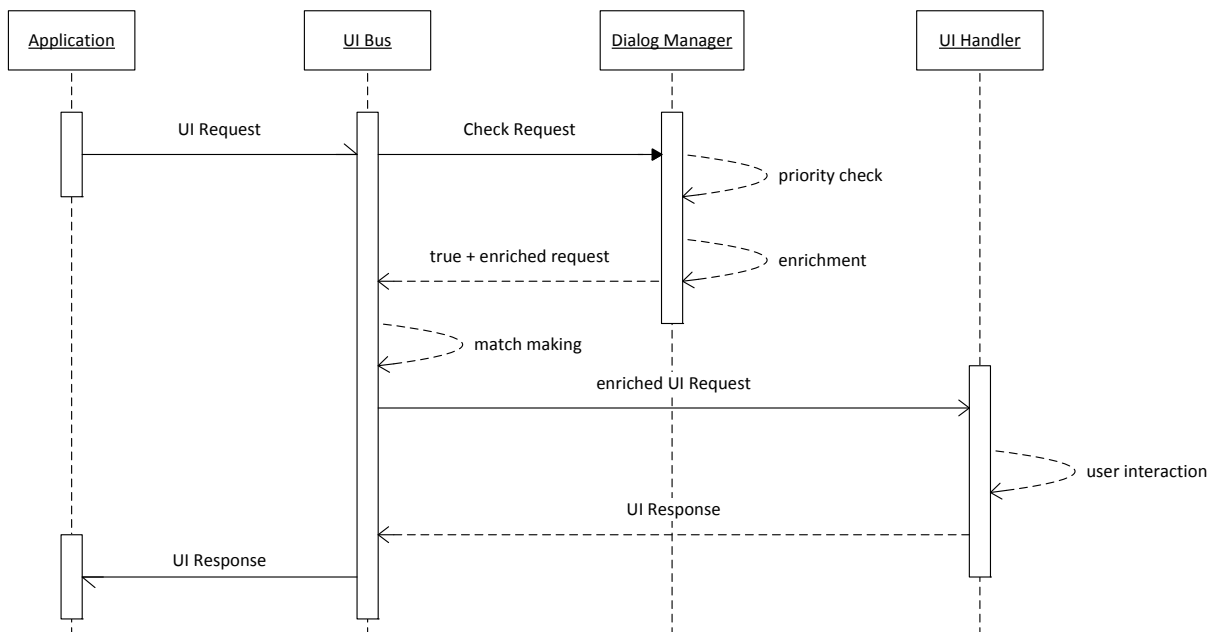 Application
UI Bus
Dialog Manager
UI Handler
UI Request
Check Request
priority check
true + enriched request
enrichment
match making
enriched UI Request
user interaction
UI Response
UI Response